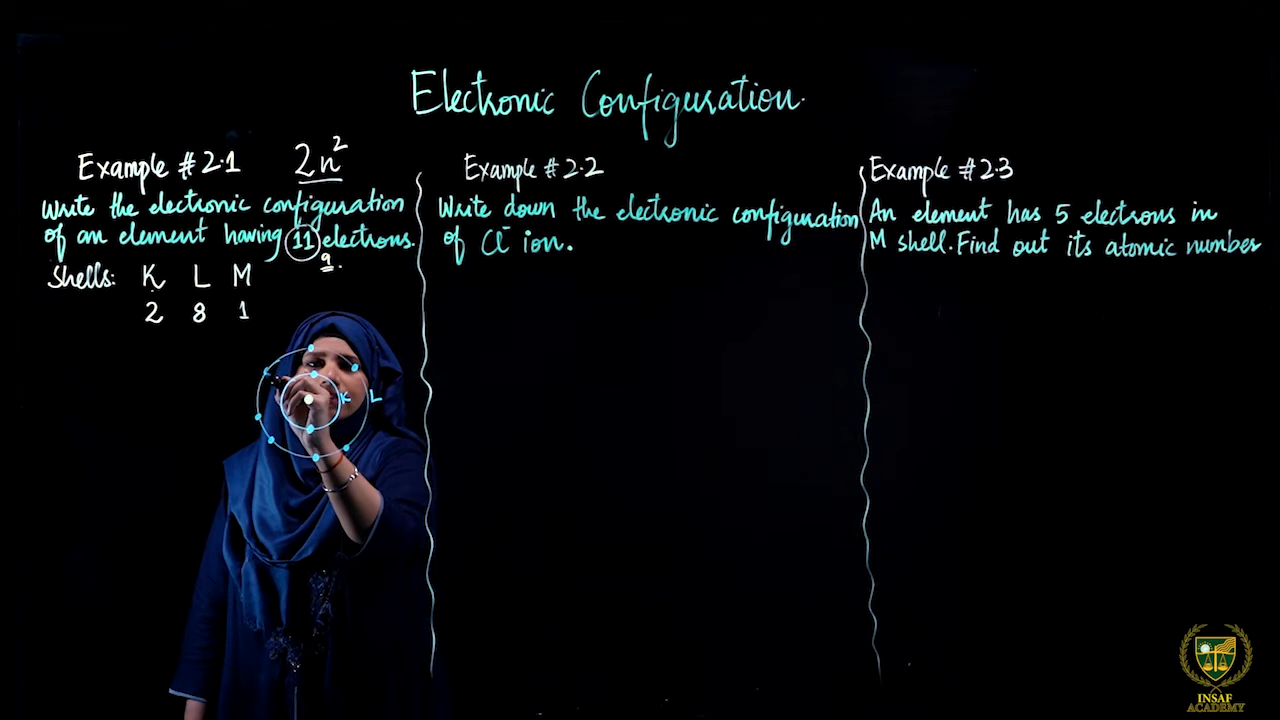 Electronic Configuration.
Example # 2.1 2n²
Write the electronic configuration
of an element having 11 electrons.
9.
Shells: K L M
2 8 1
K L
Example # 2.2
Write down the electronic configuration
of Cl⁻ ion.
Example # 2.3
An element has 5 electrons in
M shell. Find out its atomic number
INSAF
ACADEMY